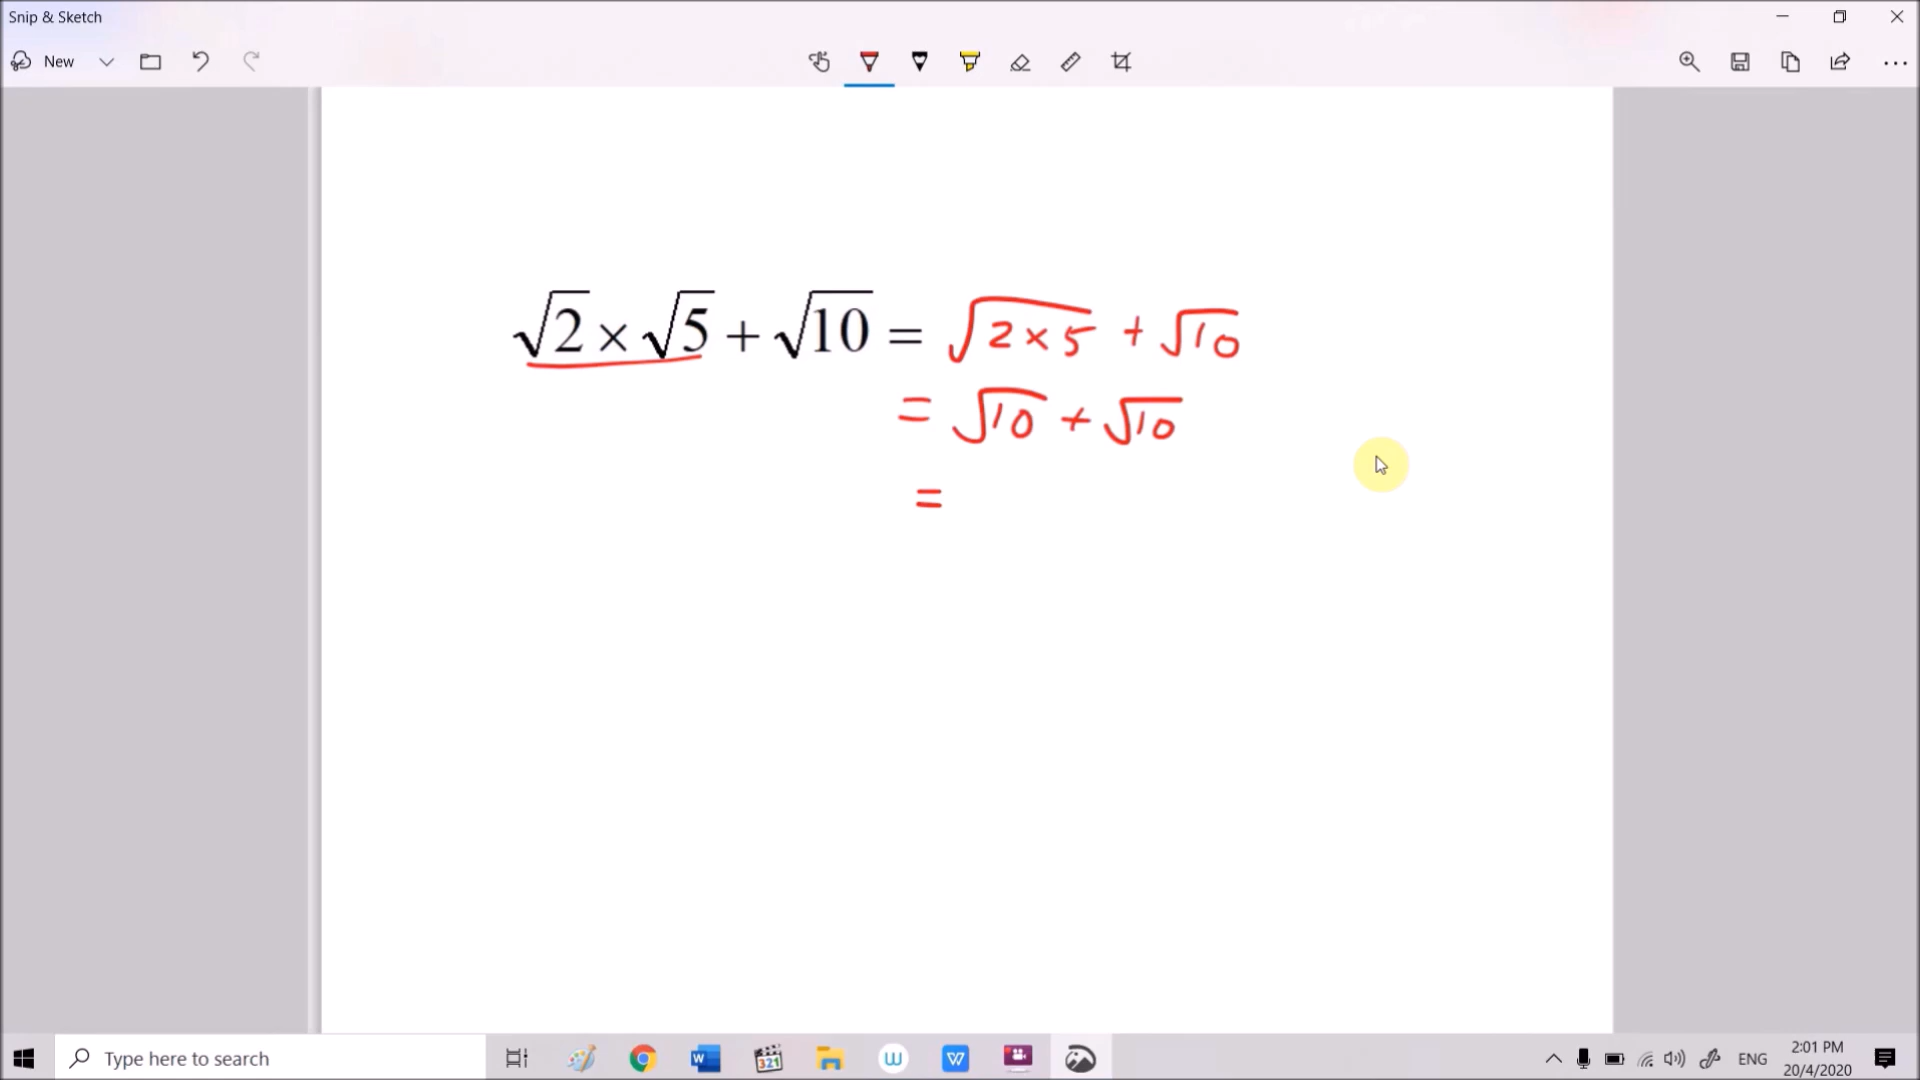 Snip & Sketch
New
√2 × √5 + √10 = √2 × 5 + √10
= √10 + √10
=
Type here to search
321
W
W
W
ENG
2:01 PM
20/4/2020